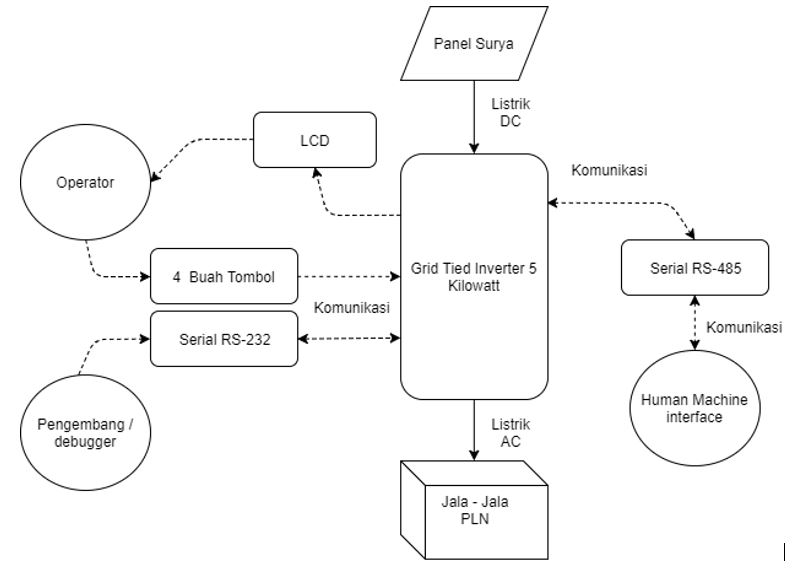 Panel Surya
Listrik
DC
LCD
Komunikasi
Operator
Grid Tied Inverter 5
Kilowatt
Serial RS-485
4 Buah Tombol
Komunikasi
Serial RS-232
Komunikasi
Human Machine
interface
Pengembang /
debugger
Listrik
AC
Jala - Jala
PLN